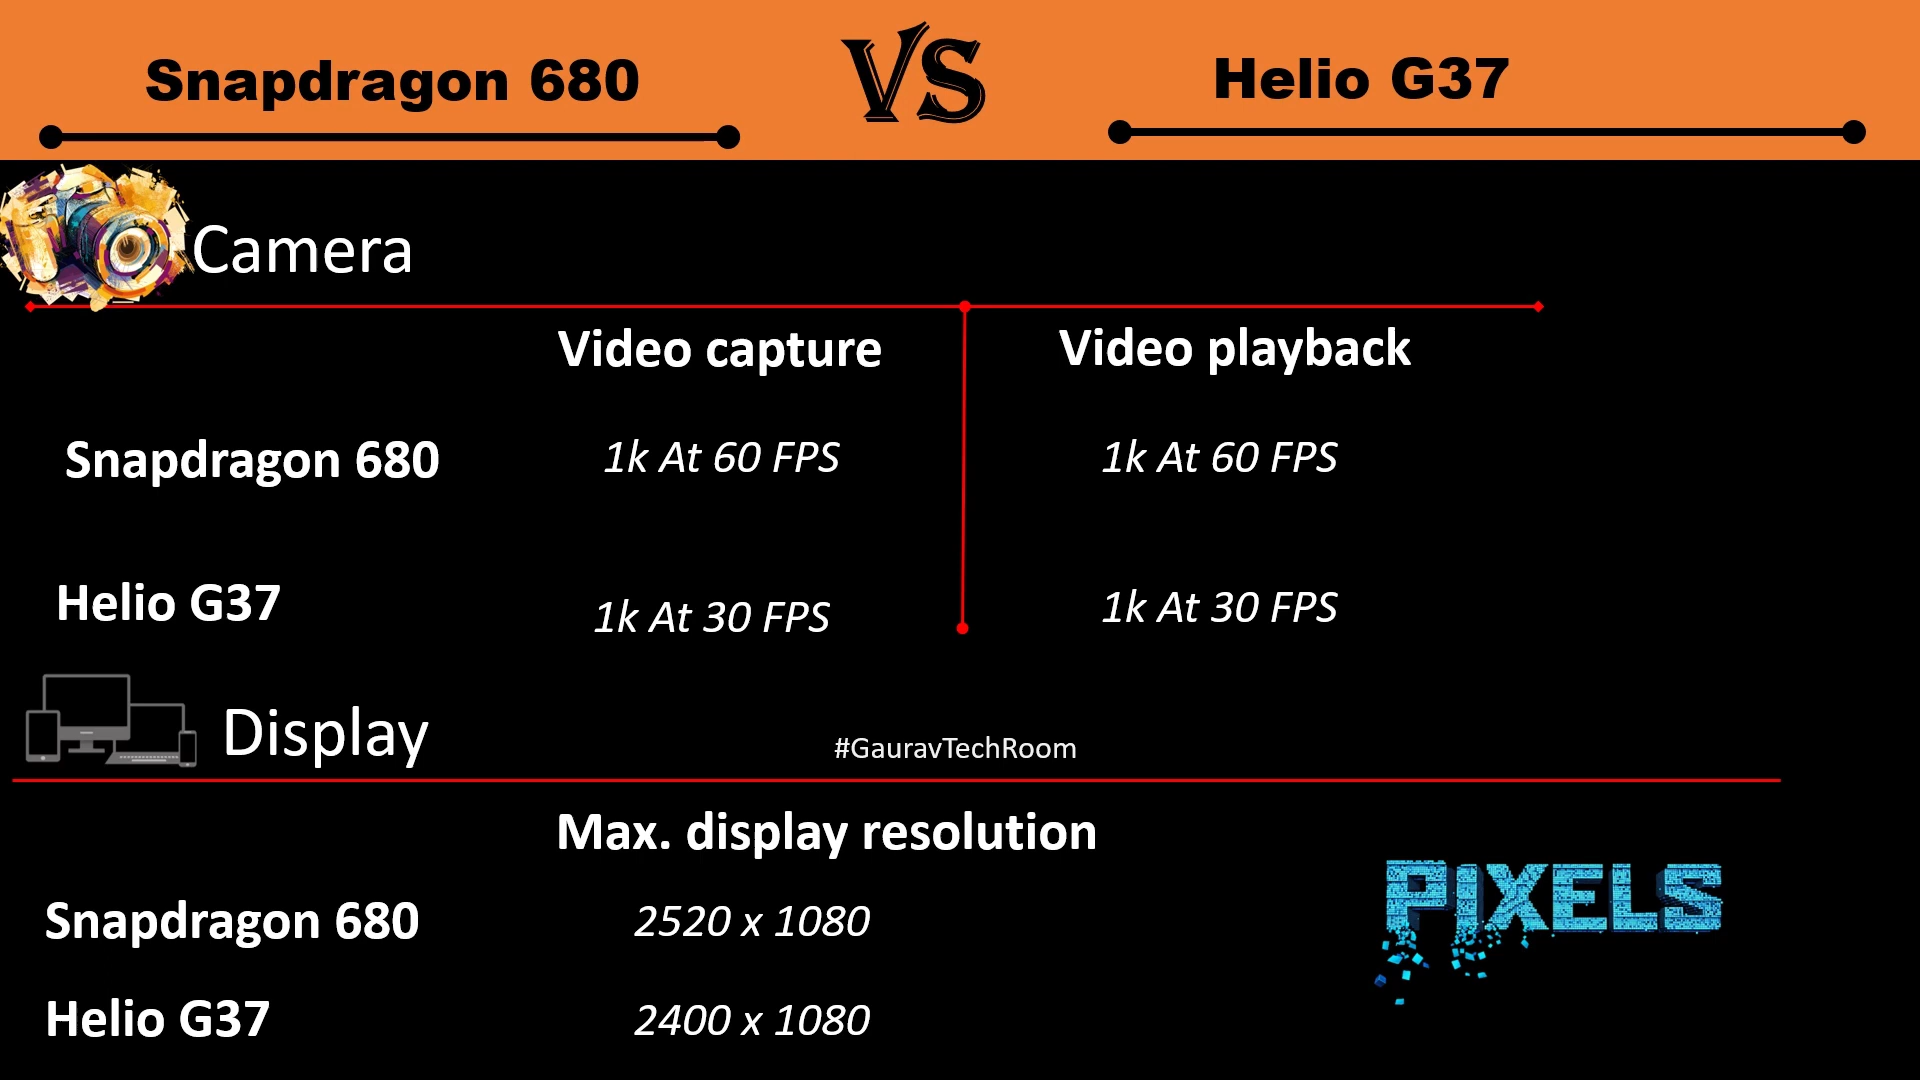 Snapdragon 680 VS Helio G37
Camera
Video capture Video playback
Snapdragon 680 1k At 60 FPS 1k At 60 FPS
Helio G37 1k At 30 FPS 1k At 30 FPS
Display #GauravTechRoom
Max. display resolution
PIXELS
Snapdragon 680 2520 x 1080
Helio G37 2400 x 1080